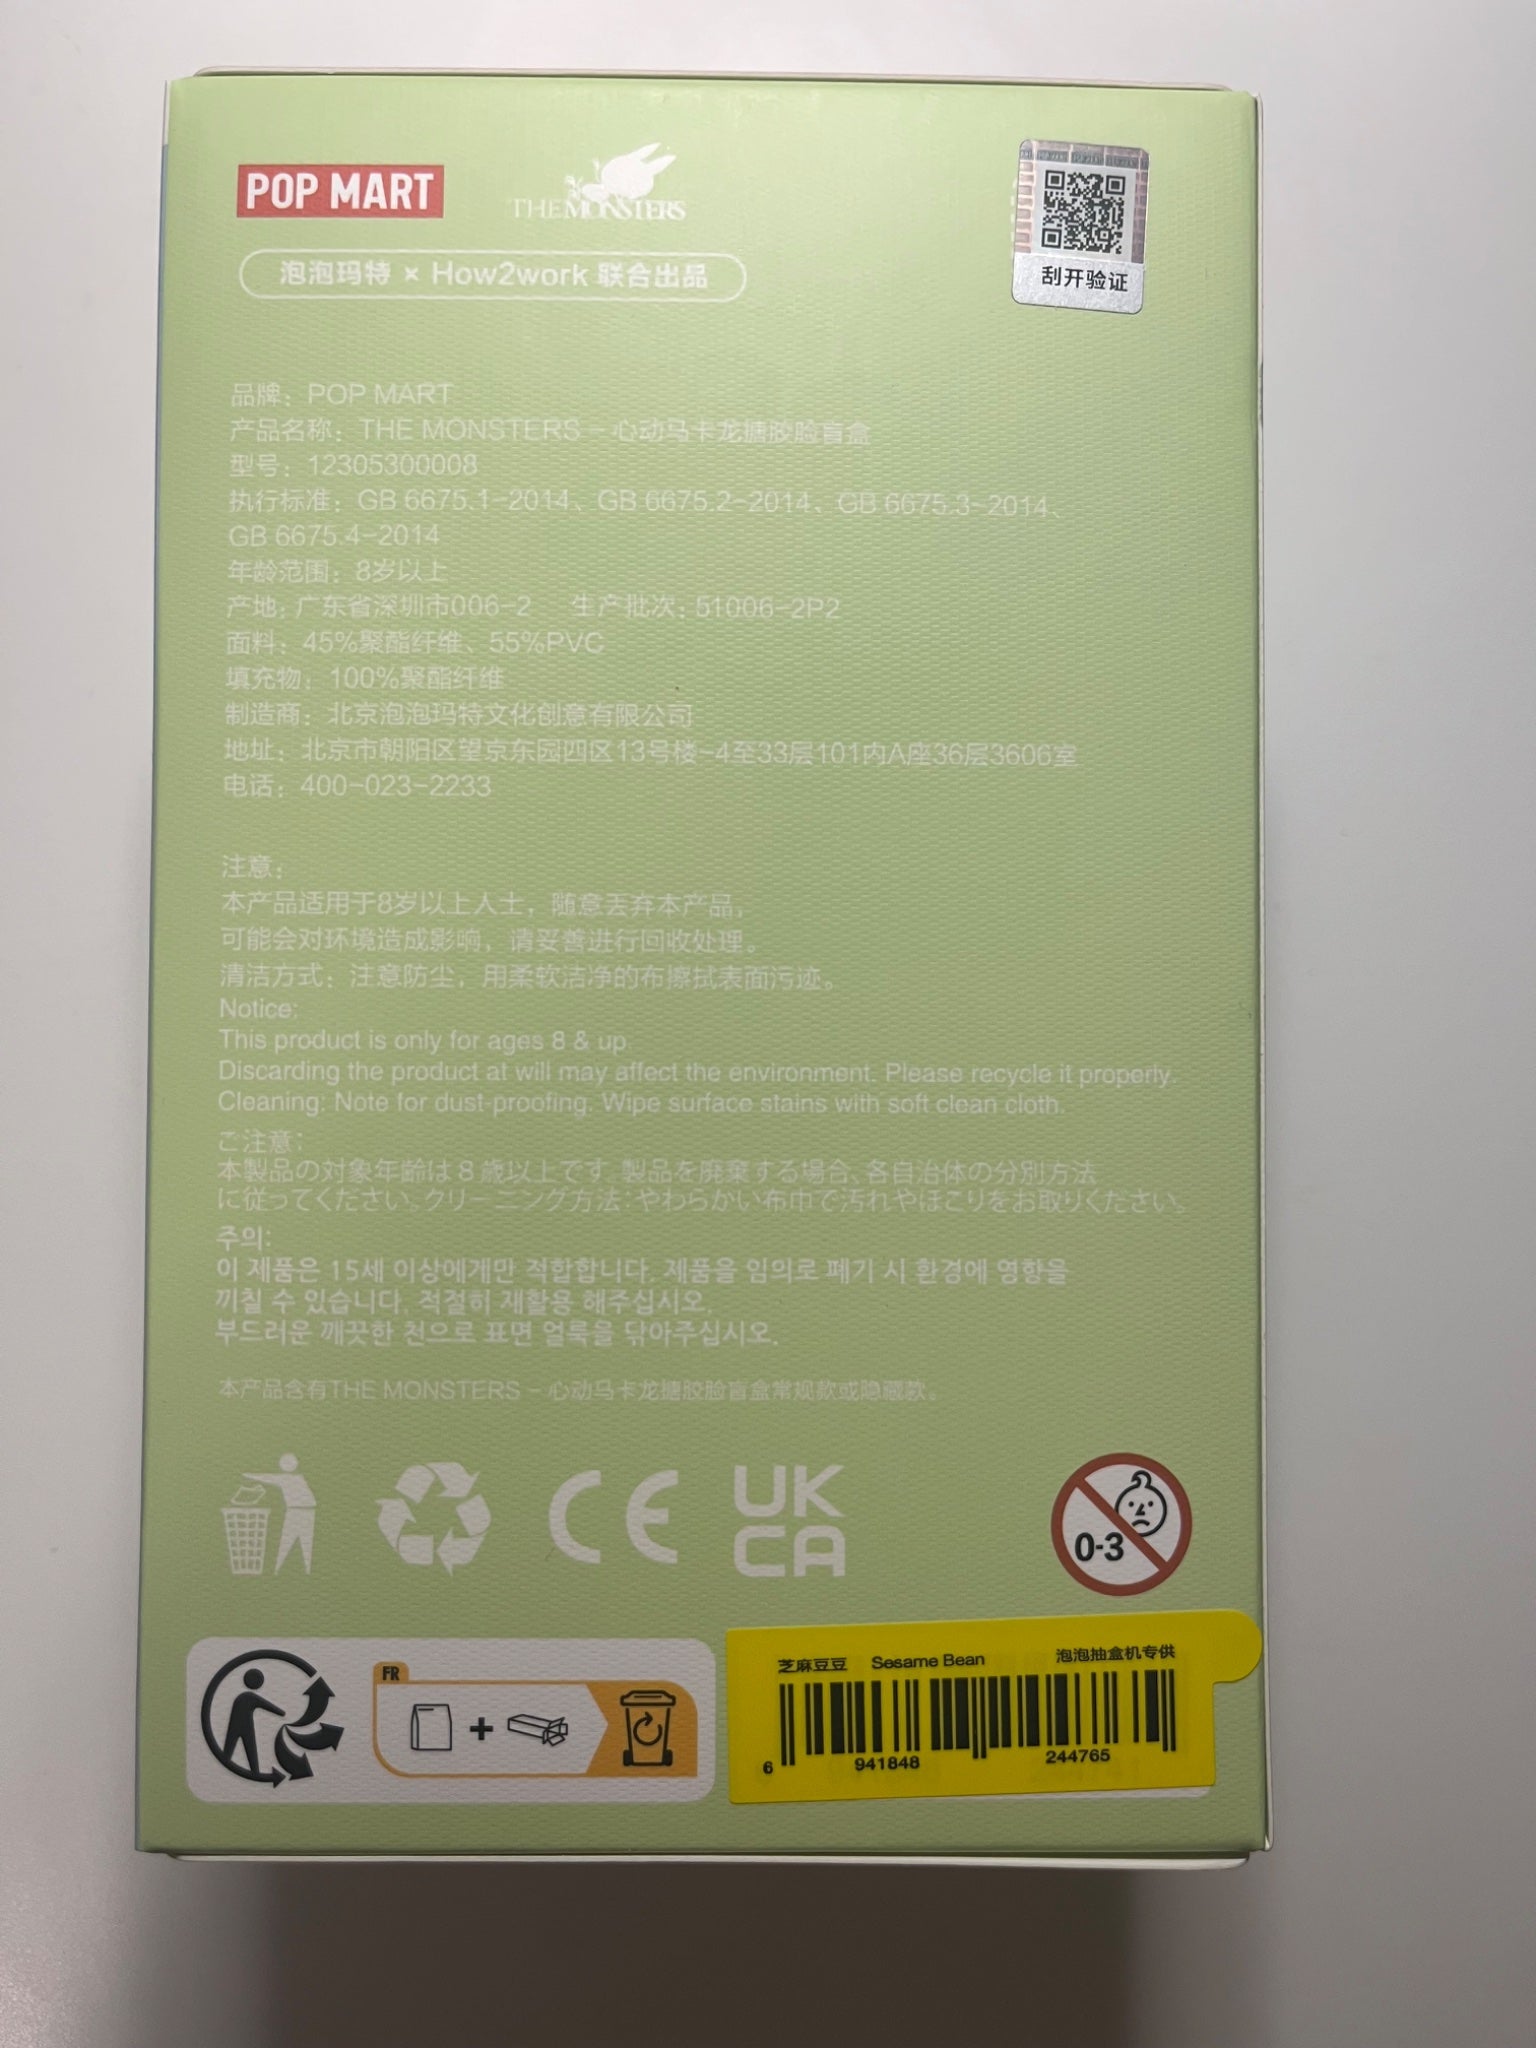 POP MART
THE MONSTERS
泡泡玛特 × How2work 联合出品
刮开验证
品牌：POP MART
产品名称：THE MONSTERS - 心动马卡龙搪胶脸盲盒
型号：12305300008
执行标准：GB 6675.1-2014、GB 6675.2-2014、GB 6675.3-2014、
GB 6675.4-2014
年龄范围：8岁以上
产地：广东省深圳市006-2 生产批次：51006-2P2
面料：45%聚酯纤维、55%PVC
填充物：100%聚酯纤维
制造商：北京泡泡玛特文化创意有限公司
地址：北京市朝阳区望京东园四区13号楼-4至33层101内A座36层3606室
电话：400-023-2233
注意：
本产品适用于8岁以上人士，随意丢弃本产品，
可能会对环境造成影响，请妥善进行回收处理。
清洁方式：注意防尘，用柔软洁净的布擦拭表面污迹。
Notice:
This product is only for ages 8 & up.
Discarding the product at will may affect the environment. Please recycle it properly.
Cleaning: Note for dust-proofing. Wipe surface stains with soft clean cloth.
ご注意：
本製品の対象年齢は8歳以上です。製品を廃棄する場合、各自治体の分別方法
に従ってください。クリーニング方法：やわらかい布巾で汚れやほこりをお取りください。
주의:
이 제품은 15세 이상에게만 적합합니다. 제품을 임의로 폐기 시 환경에 영향을
끼칠 수 있습니다. 적절히 재활용 해주십시오.
부드러운 깨끗한 천으로 표면 얼룩을 닦아주십시오.
本产品含有THE MONSTERS - 心动马卡龙搪胶脸盲盒常规款或隐藏款。
CE
UK
CA
0-3
FR
+
芝麻豆豆 Sesame Bean 泡泡抽盒机专供
6 941848 244765